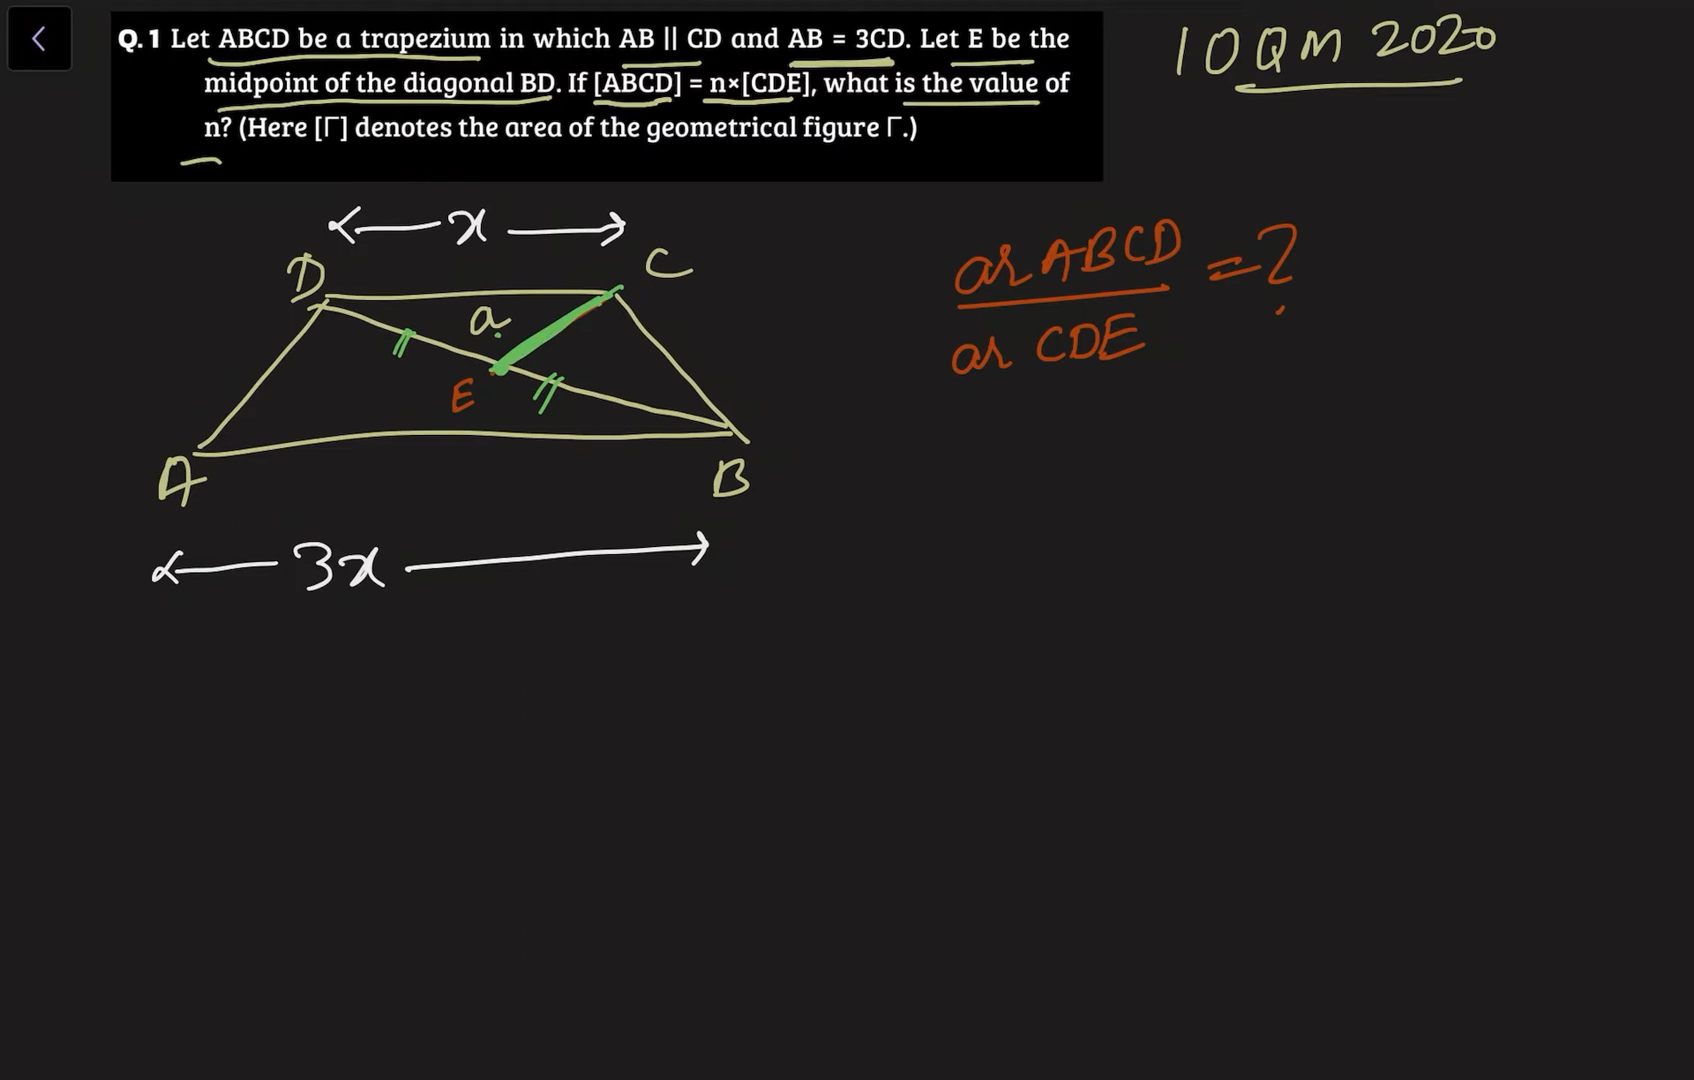 Q.1 Let ABCD be a trapezium in which AB || CD and AB = 3CD. Let E be the
midpoint of the diagonal BD. If [ABCD] = n×[CDE], what is the value of
n? (Here [Γ] denotes the area of the geometrical figure Γ.)
IOQM 2020
x
D
C
a
E
A
B
3x
ar ABCD = ?
ar CDE